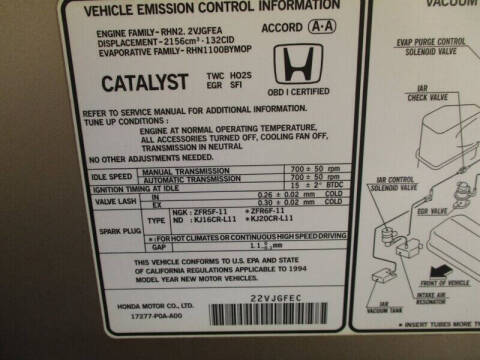 VEHICLE EMISSION CONTROL INFORMATION
ENGINE FAMILY-RHN2. 2VJGFEA
DISPLACEMENT-2156cm³·132CID
EVAPORATIVE FAMILY-RHN1100BYMOP
ACCORD A·A
CATALYST
TWC HO2S
EGR SFI
OBD I CERTIFIED
REFER TO SERVICE MANUAL FOR ADDITIONAL INFORMATION.
TUNE UP CONDITIONS :
ENGINE AT NORMAL OPERATING TEMPERATURE,
ALL ACCESSORIES TURNED OFF, COOLING FAN OFF,
TRANSMISSION IN NEUTRAL
NO OTHER ADJUSTMENTS NEEDED.
IDLE SPEED MANUAL TRANSMISSION 700 ± 50 rpm
AUTOMATIC TRANSMISSION 700 ± 50 rpm
IGNITION TIMING AT IDLE 15 ± 2° BTDC
VALVE LASH IN 0.26 ± 0.02 mm COLD
EX 0.30 ± 0.02 mm COLD
SPARK PLUG TYPE NGK : ZFR5F-11 *ZFR6F-11
ND : KJ16CR-L11 *KJ20CR-L11
*:FOR HOT CLIMATES OR CONTINUOUS HIGH SPEED DRIVING
GAP 1.1 mm
THIS VEHICLE CONFORMS TO U.S. EPA AND STATE
OF CALIFORNIA REGULATIONS APPLICABLE TO 1994
MODEL YEAR NEW MOTOR VEHICLES.
HONDA MOTOR CO., LTD.
17277-P0A-A00
2ZVJGFEC
VACUUM
EVAP PURGE CONTROL
SOLENOID VALVE
IAR
CHECK VALVE
IAR CONTROL
SOLENOID VALVE
EGR VALVE
FRONT OF VEHICLE
IAR
VACUUM TANK
INTAKE AIR
RESONATOR
* INSERT TUBES MORE